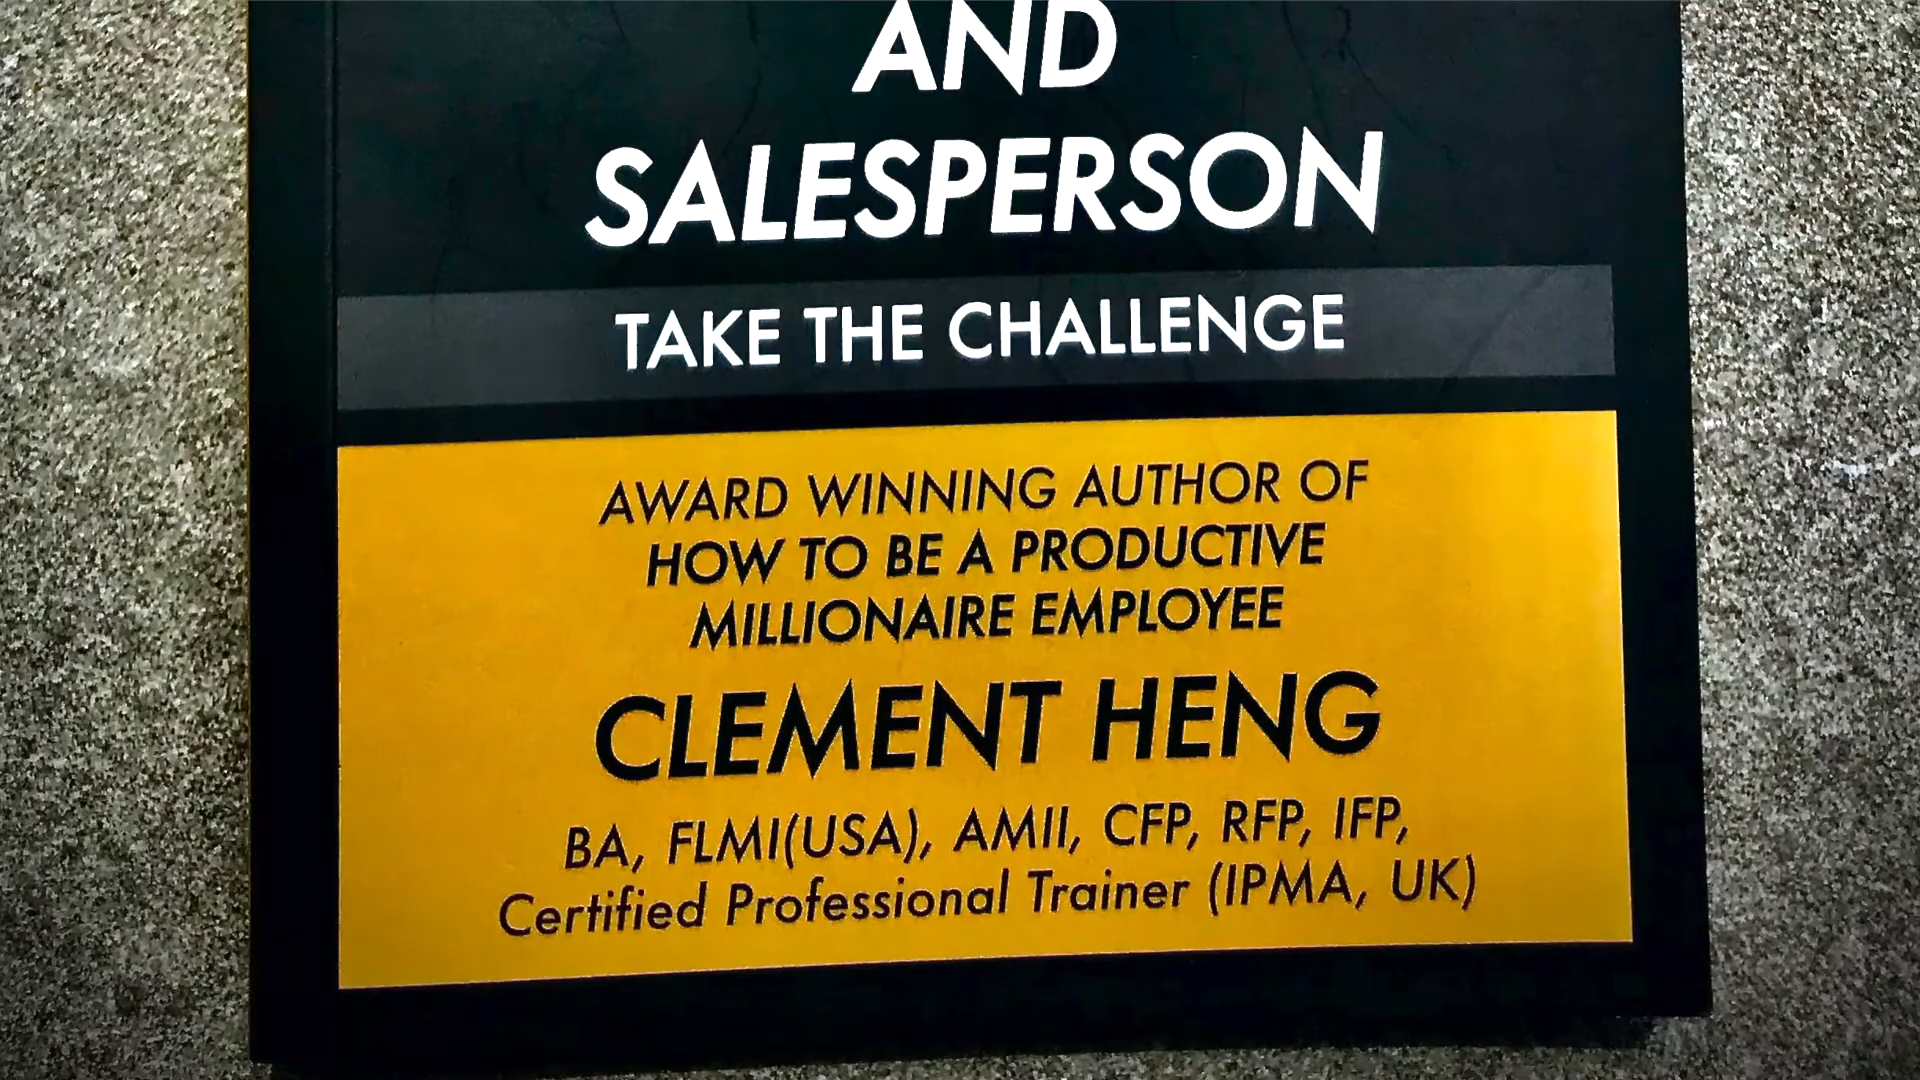 AND
SALESPERSON
TAKE THE CHALLENGE
AWARD WINNING AUTHOR OF
HOW TO BE A PRODUCTIVE
MILLIONAIRE EMPLOYEE
CLEMENT HENG
BA, FLMI(USA), AMII, CFP, RFP, IFP,
Certified Professional Trainer (IPMA, UK)